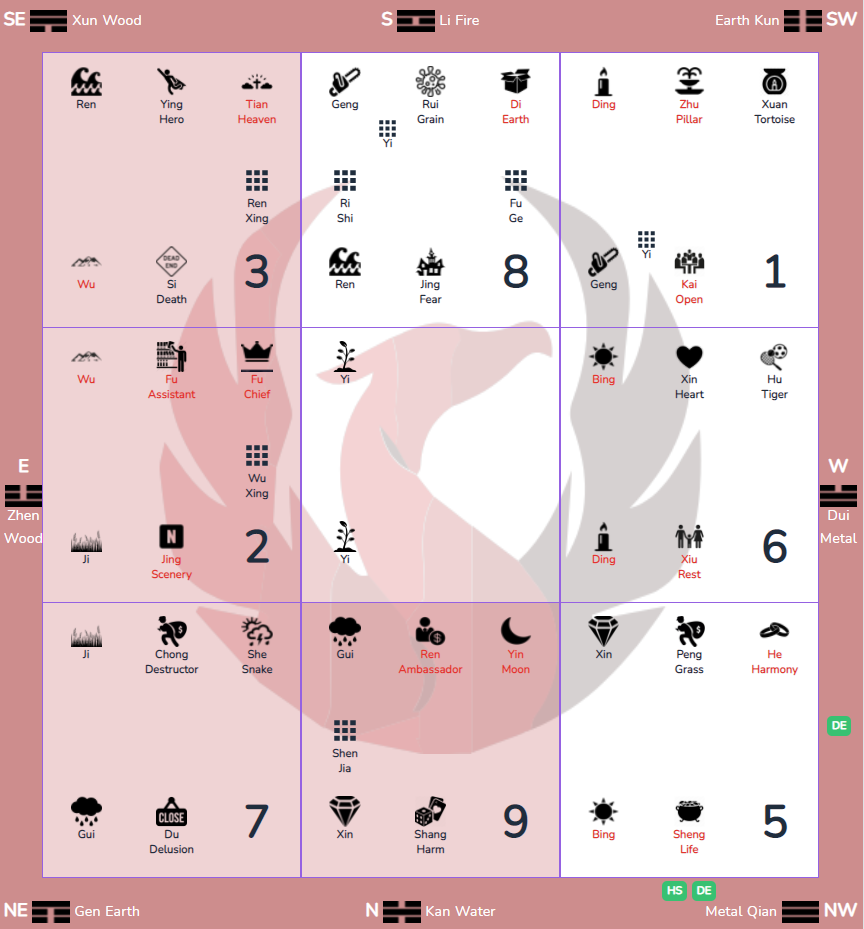 SE Xun Wood
S Li Fire
Earth Kun SW
Ren
Ying
Hero
Tian
Heaven
Ren
Xing
Wu
DEAD
END
Si
Death
3
Geng
Rui
Grain
Di
Earth
Yi
Ri
Shi
Fu
Ge
Ren
Jing
Fear
8
Ding
Zhu
Pillar
A
Xuan
Tortoise
Yi
Geng
Kai
Open
1
E
Zhen
Wood
Wu
Fu
Assistant
Fu
Chief
Wu
Xing
Ji
N
Jing
Scenery
2
Yi
Yi
Bing
Xin
Heart
Hu
Tiger
Ding
Xiu
Rest
6
W
Dui
Metal
Ji
$
Chong
Destructor
She
Snake
Gui
CLOSE
Du
Delusion
7
Gui
$
Ren
Ambassador
Yin
Moon
Shen
Jia
Xin
Shang
Harm
9
Xin
$
Peng
Grass
He
Harmony
Bing
Sheng
Life
5
DE
HS DE
NE Gen Earth
N Kan Water
Metal Qian NW